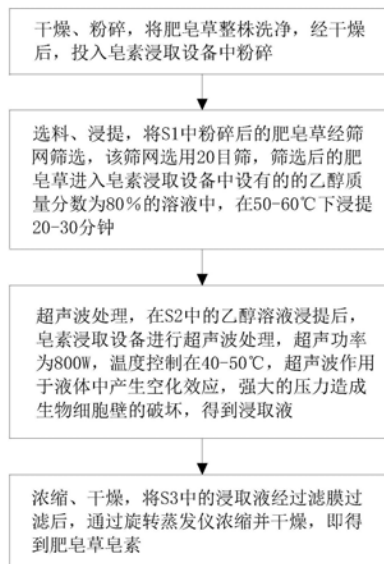 干燥、粉碎，将肥皂草整株洗净，经干燥
后，投入皂素浸取设备中粉碎
选料、浸提，将S1中粉碎后的肥皂草经筛
网筛选，该筛网选用20目筛，筛选后的肥
皂草进入皂素浸取设备中设有的的乙醇质
量分数为80%的溶液中，在50-60℃下浸提
20-30分钟
超声波处理，在S2中的乙醇溶液浸提后，
皂素浸取设备进行超声波处理，超声功率
为800W，温度控制在40-50℃，超声波作用
于液体中产生空化效应，强大的压力造成
生物细胞壁的破坏，得到浸取液
浓缩、干燥，将S3中的浸取液经过滤膜过
滤后，通过旋转蒸发仪浓缩并干燥，即得
到肥皂草皂素